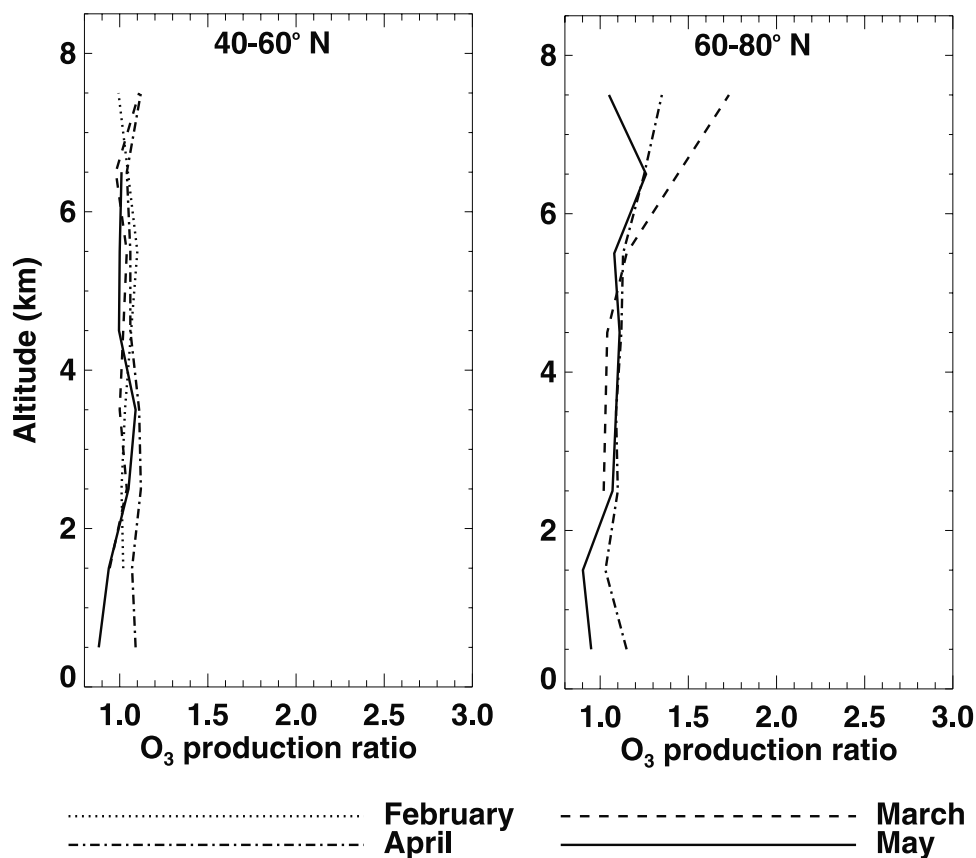 40-60° N
60-80° N
Altitude (km)
8
6
4
2
0
1.0 1.5 2.0 2.5 3.0
O₃ production ratio
8
6
4
2
0
1.0 1.5 2.0 2.5 3.0
O₃ production ratio
February
March
April
May